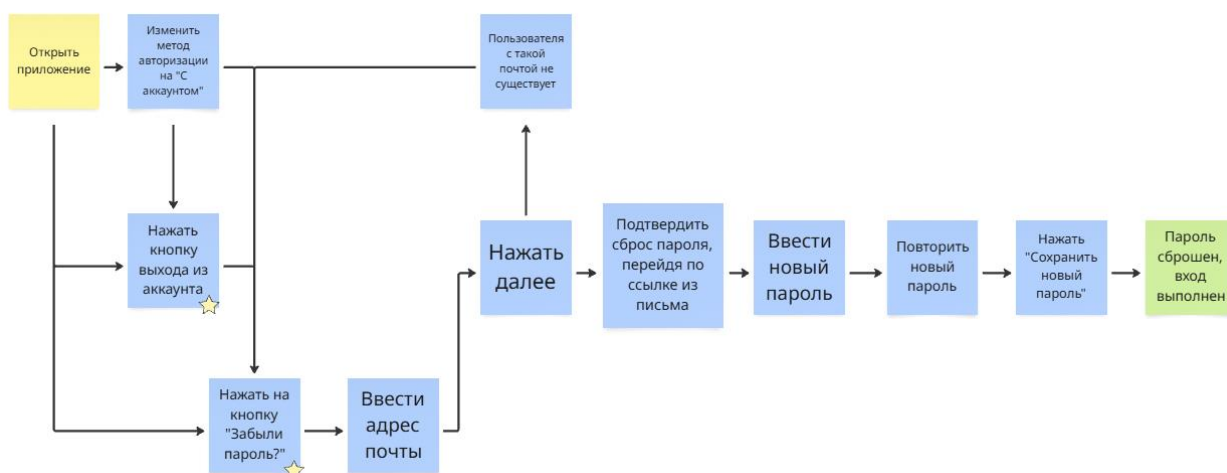 Открыть
приложение
Изменить
метод
авторизации
на "С
аккаунтом"
Пользователя
с такой
почтой не
существует
Нажать
кнопку
выхода из
аккаунта
Нажать
далее
Подтвердить
сброс пароля,
перейдя по
ссылке из
письма
Ввести
новый
пароль
Повторить
новый
пароль
Нажать
"Сохранить
новый
пароль"
Пароль
сброшен,
вход
выполнен
Нажать на
кнопку
"Забыли
пароль?"
Ввести
адрес
почты